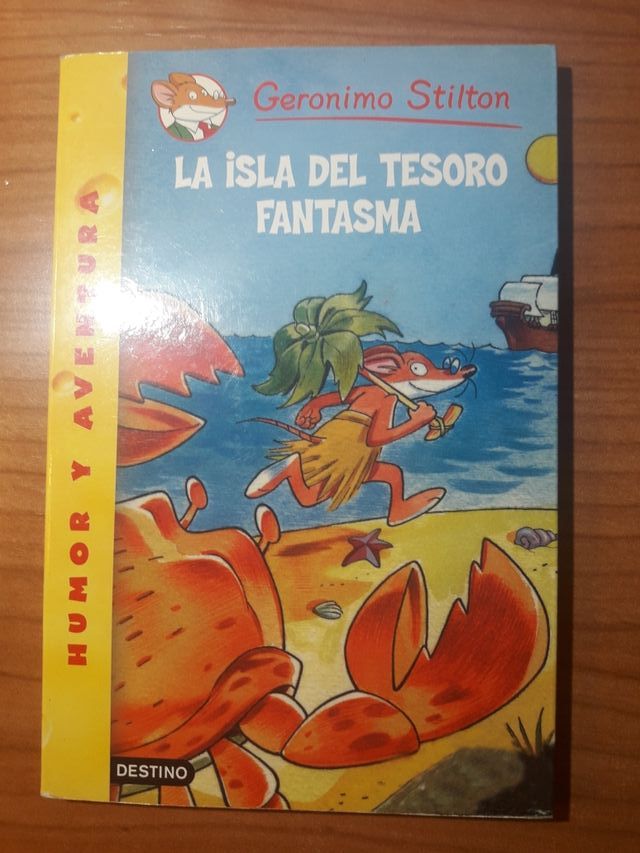 Geronimo Stilton
LA iSLA DEL TESORO
FANTASMA
HUMOR Y AVENTURA
DESTINO